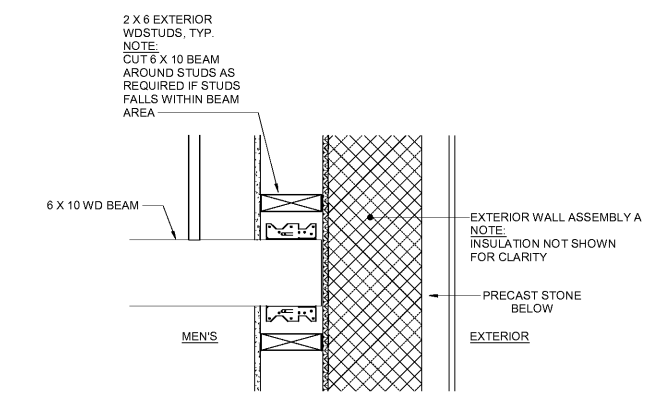 2 X 6 EXTERIOR
WDSTUDS, TYP.
NOTE:
CUT 6 X 10 BEAM
AROUND STUDS AS
REQUIRED IF STUDS
FALLS WITHIN BEAM
AREA
6 X 10 WD BEAM
EXTERIOR WALL ASSEMBLY A
NOTE:
INSULATION NOT SHOWN
FOR CLARITY
PRECAST STONE
BELOW
MEN'S
EXTERIOR